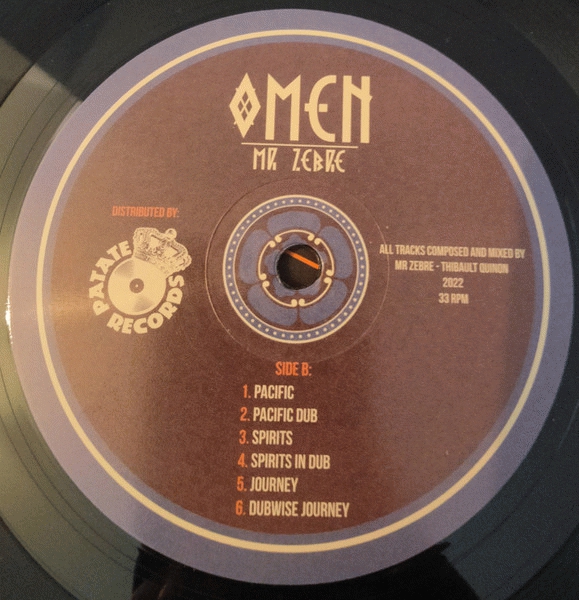 OMEN
MR ZEBRE
DISTRIBUTED BY:
PATATE
RECORDS
ALL TRACKS COMPOSED AND MIXED BY
MR ZEBRE - THIBAULT QUINON
2022
33 RPM
SIDE B:
1. PACIFIC
2. PACIFIC DUB
3. SPIRITS
4. SPIRITS IN DUB
5. JOURNEY
6. DUBWISE JOURNEY